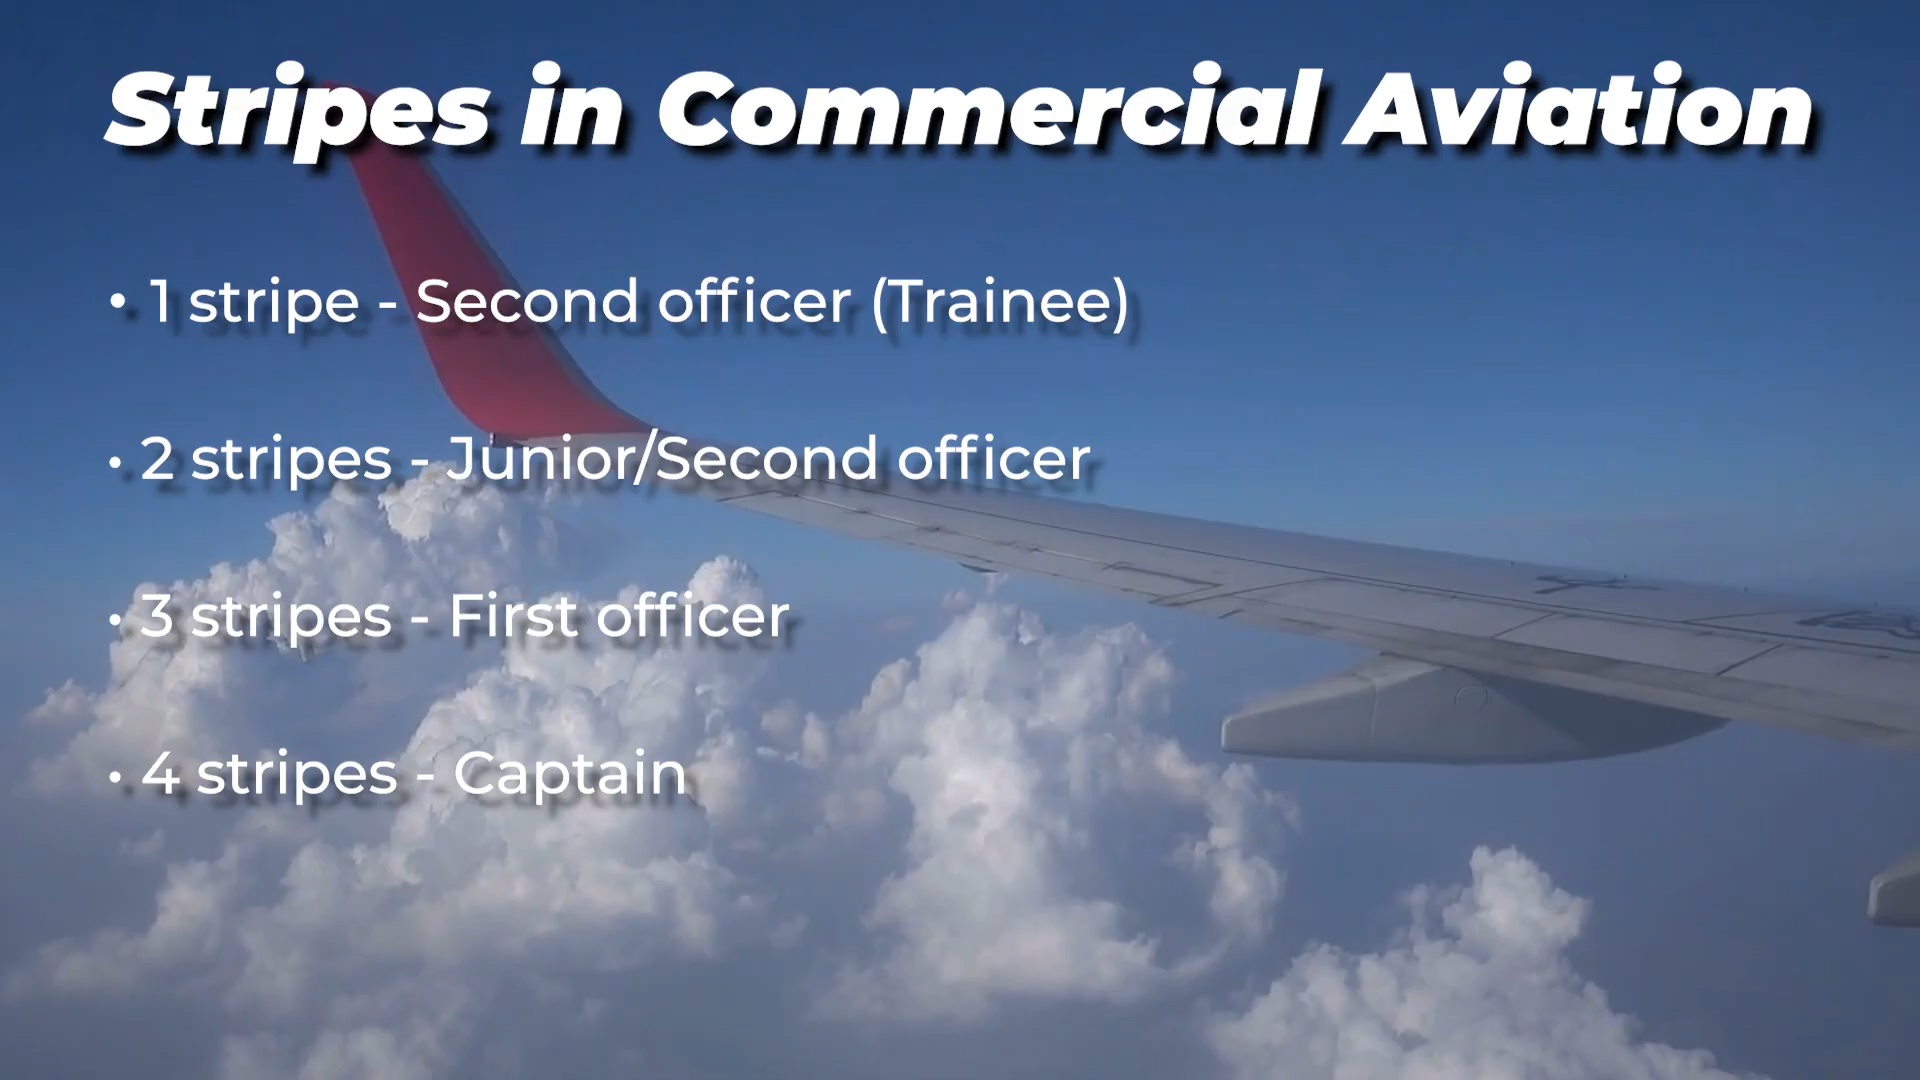 Stripes in Commercial Aviation
• 1 stripe - Second officer (Trainee)
• 2 stripes - Junior/Second officer
• 3 stripes - First officer
• 4 stripes - Captain